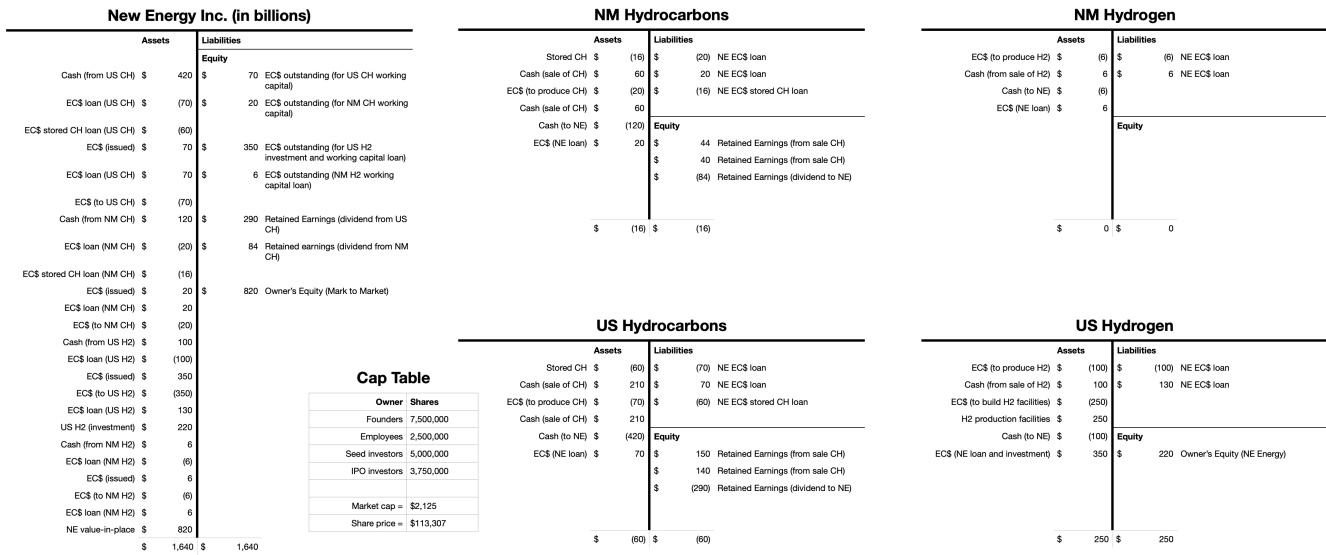 New Energy Inc. (in billions)
Assets Liabilities
Equity
Cash (from US CH) $ 420 $ 70 EC$ outstanding (for US CH working
capital)
EC$ loan (US CH) $ (70) $ 20 EC$ outstanding (for NM CH working
capital)
EC$ stored CH loan (US CH) $ (60)
EC$ (issued) $ 70 $ 350 EC$ outstanding (for US H2
investment and working capital loan)
EC$ loan (US CH) $ 70 $ 6 EC$ outstanding (NM H2 working
capital loan)
EC$ (to US CH) $ (70)
Cash (from NM CH) $ 120 $ 290 Retained Earnings (dividend from US
CH)
EC$ loan (NM CH) $ (20) $ 84 Retained earnings (dividend from NM
CH)
EC$ stored CH loan (NM CH) $ (16)
EC$ (issued) $ 20 $ 820 Owner's Equity (Mark to Market)
EC$ loan (NM CH) $ 20
EC$ (to NM CH) $ (20)
Cash (from US H2) $ 100
EC$ loan (US H2) $ (100)
EC$ (issued) $ 350
EC$ (to US H2) $ (350)
EC$ loan (US H2) $ 130
US H2 (investment) $ 220
Cash (from NM H2) $ 6
EC$ loan (NM H2) $ (6)
EC$ (issued) $ 6
EC$ (to NM H2) $ (6)
EC$ loan (NM H2) $ 6
NE value-in-place $ 820
$ 1,640 $ 1,640
Cap Table
Owner Shares
Founders 7,500,000
Employees 2,500,000
Seed investors 5,000,000
IPO investors 3,750,000
Market cap = $2,125
Share price = $113,307
NM Hydrocarbons
Assets Liabilities
Stored CH $ (16) $ (20) NE EC$ loan
Cash (sale of CH) $ 60 $ 20 NE EC$ loan
EC$ (to produce CH) $ (20) $ (16) NE EC$ stored CH loan
Cash (sale of CH) $ 60
Cash (to NE) $ (120) Equity
EC$ (NE loan) $ 20 $ 44 Retained Earnings (from sale CH)
$ 40 Retained Earnings (from sale CH)
$ (84) Retained Earnings (dividend to NE)
$ (16) $ (16)
US Hydrocarbons
Assets Liabilities
Stored CH $ (60) $ (70) NE EC$ loan
Cash (sale of CH) $ 210 $ 70 NE EC$ loan
EC$ (to produce CH) $ (70) $ (60) NE EC$ stored CH loan
Cash (sale of CH) $ 210
Cash (to NE) $ (420) Equity
EC$ (NE loan) $ 70 $ 150 Retained Earnings (from sale CH)
$ 140 Retained Earnings (from sale CH)
$ (290) Retained Earnings (dividend to NE)
$ (60) $ (60)
NM Hydrogen
Assets Liabilities
EC$ (to produce H2) $ (6) $ (6) NE EC$ loan
Cash (from sale of H2) $ 6 $ 6 NE EC$ loan
Cash (to NE) $ (6)
EC$ (NE loan) $ 6
Equity
$ 0 $ 0
US Hydrogen
Assets Liabilities
EC$ (to produce H2) $ (100) $ (100) NE EC$ loan
Cash (from sale of H2) $ 100 $ 130 NE EC$ loan
EC$ (to build H2 facilities) $ (250)
H2 production facilities $ 250
Cash (to NE) $ (100) Equity
EC$ (NE loan and investment) $ 350 $ 220 Owner's Equity (NE Energy)
$ 250 $ 250